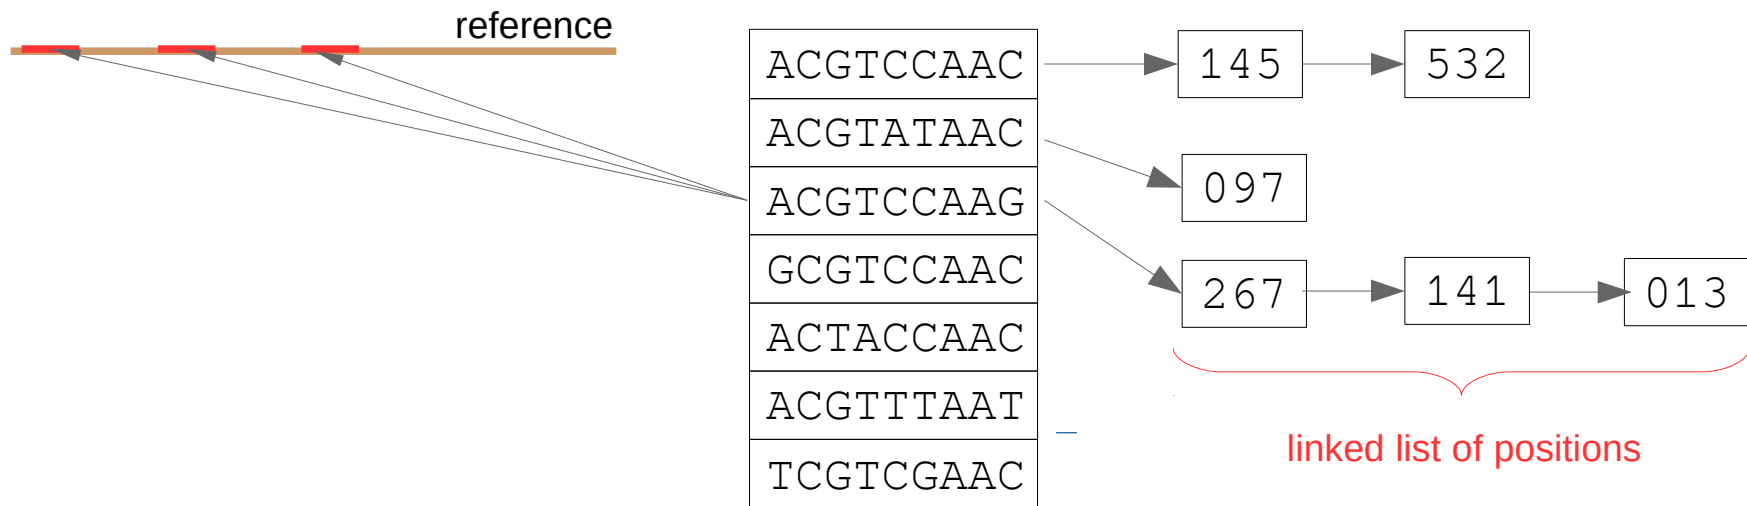 reference
ACGTCCAAC 145 532
ACGTATAAC 097
ACGTCCAAG 267 141 013
GCGTCCAAC
ACTACCAAC
ACGTTTAAT
TCGTCGAAC
linked list of positions